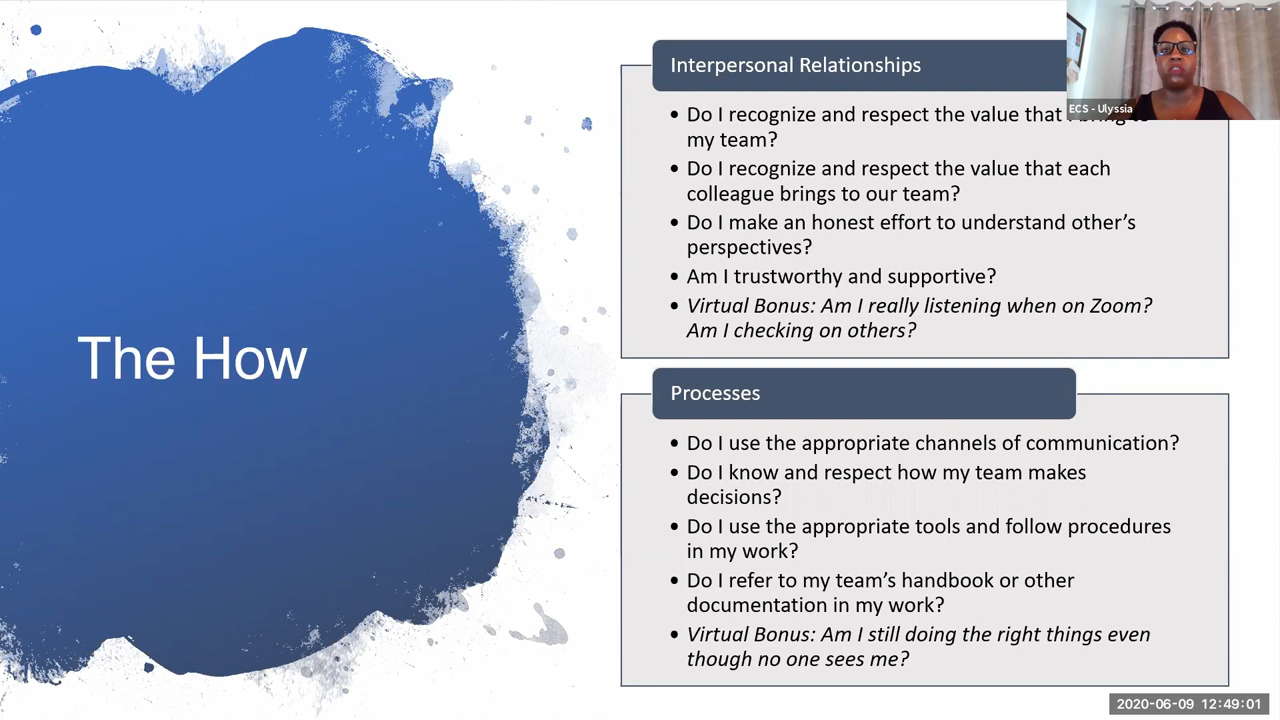 The How
Interpersonal Relationships
ECS - Ulyssia
• Do I recognize and respect the value that
my team?
• Do I recognize and respect the value that each
colleague brings to our team?
• Do I make an honest effort to understand other’s
perspectives?
• Am I trustworthy and supportive?
• Virtual Bonus: Am I really listening when on Zoom?
Am I checking on others?
Processes
• Do I use the appropriate channels of communication?
• Do I know and respect how my team makes
decisions?
• Do I use the appropriate tools and follow procedures
in my work?
• Do I refer to my team’s handbook or other
documentation in my work?
• Virtual Bonus: Am I still doing the right things even
though no one sees me?
2020-06-09 12:49:01